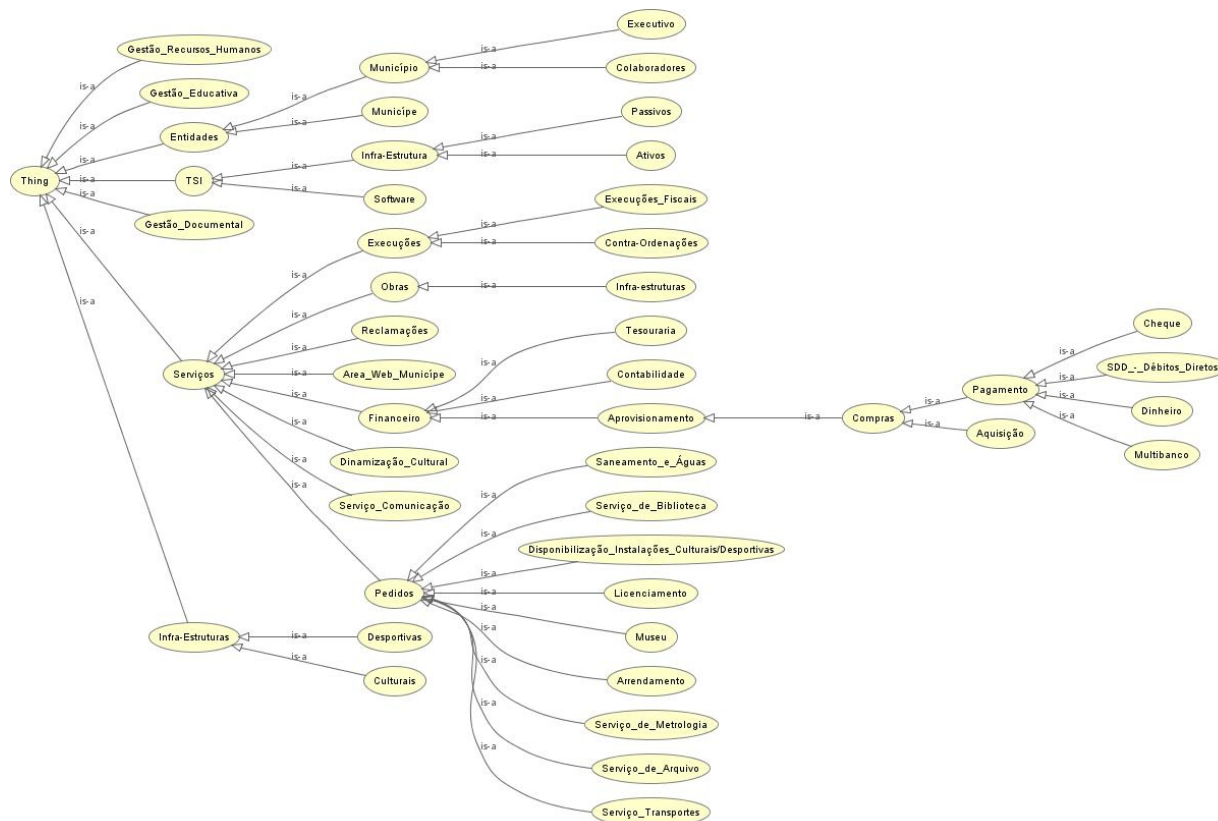 Executivo
Gestão_Recursos_Humanos
is-a
Município
is-a
Colaboradores
is-a
Gestão_Educativa
is-a
is-a
Munícipe
Passivos
is-a
Entidades
is-a
is-a
Infra-Estrutura
is-a
Ativos
is-a
Thing
is-a
TSI
is-a
is-a
Software
Execuções_Fiscais
Gestão_Documental
is-a
is-a
Execuções
is-a
Contra-Ordenações
is-a
Obras
is-a
Infra-estruturas
is-a
is-a
Reclamações
Tesouraria
Cheque
is-a
is-a
is-a
Serviços
is-a
Area_Web_Munícipe
Contabilidade
SDD_-_Débitos_Diretos
is-a
is-a
Pagamento
is-a
is-a
Financeiro
is-a
Aprovisionamento
is-a
Compras
is-a
Dinheiro
is-a
Aquisição
is-a
Multibanco
is-a
Dinamização_Cultural
Saneamento_e_Águas
is-a
is-a
Serviço_Comunicação
Serviço_de_Biblioteca
is-a
is-a
Disponibilização_Instalações_Culturais/Desportivas
is-a
Pedidos
is-a
Licenciamento
is-a
Infra-Estruturas
is-a
Desportivas
Museu
is-a
is-a
Culturais
Arrendamento
is-a
Serviço_de_Metrologia
is-a
Serviço_de_Arquivo
is-a
Serviço_Transportes